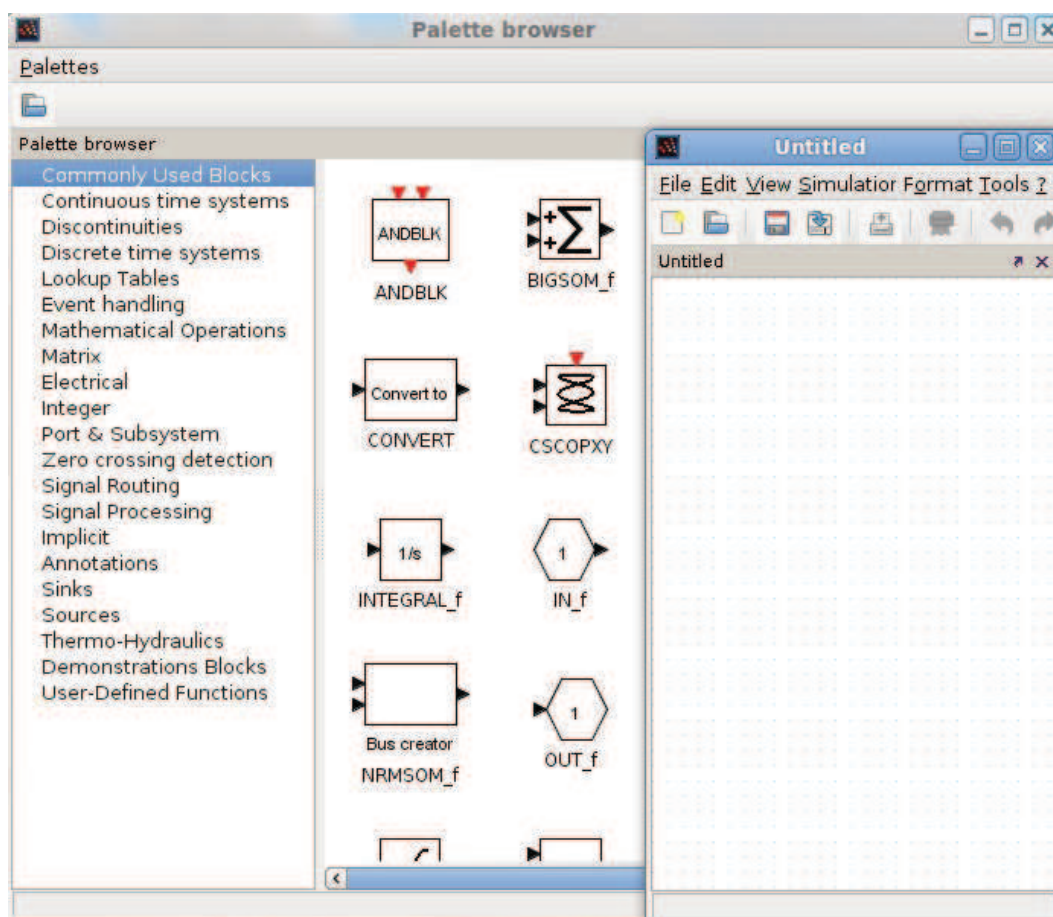 Palette browser
Palettes
Palette browser
Commonly Used Blocks
Continuous time systems
Discontinuities
Discrete time systems
Lookup Tables
Event handling
Mathematical Operations
Matrix
Electrical
Integer
Port & Subsystem
Zero crossing detection
Signal Routing
Signal Processing
Implicit
Annotations
Sinks
Sources
Thermo-Hydraulics
Demonstrations Blocks
User-Defined Functions
ANDBLK
ANDBLK
+
+
Σ
BIGSOM_f
Convert to
CONVERT
CSCOPXY
1/s
INTEGRAL_f
1
IN_f
Bus creator
NRMSOM_f
1
OUT_f
Untitled
File Edit View Simulation Format Tools ?
Untitled